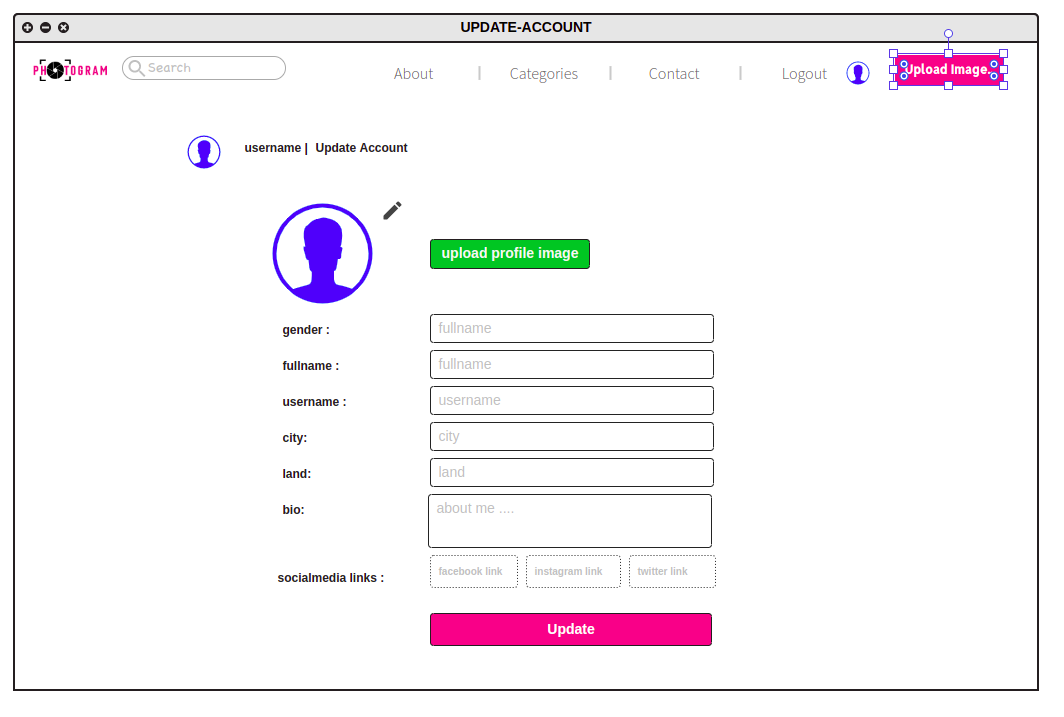 UPDATE-ACCOUNT
PHOTOGRAM
Search
About | Categories | Contact | Logout
Upload Image
username | Update Account
upload profile image
gender : fullname
fullname : fullname
username : username
city: city
land: land
bio: about me ....
socialmedia links : facebook link instagram link twitter link
Update